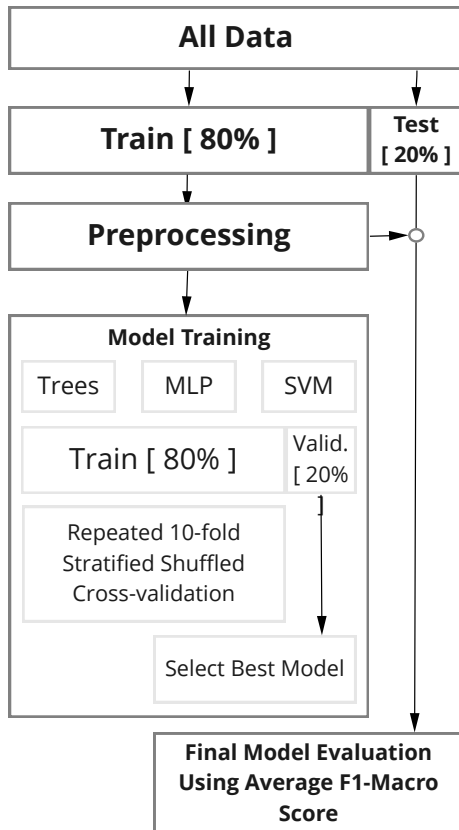 All Data
Train [ 80% ]
Test
[ 20% ]
Preprocessing
Model Training
Trees
MLP
SVM
Train [ 80% ]
Valid.
[ 20%
]
Repeated 10-fold
Stratified Shuffled
Cross-validation
Select Best Model
Final Model Evaluation
Using Average F1-Macro
Score